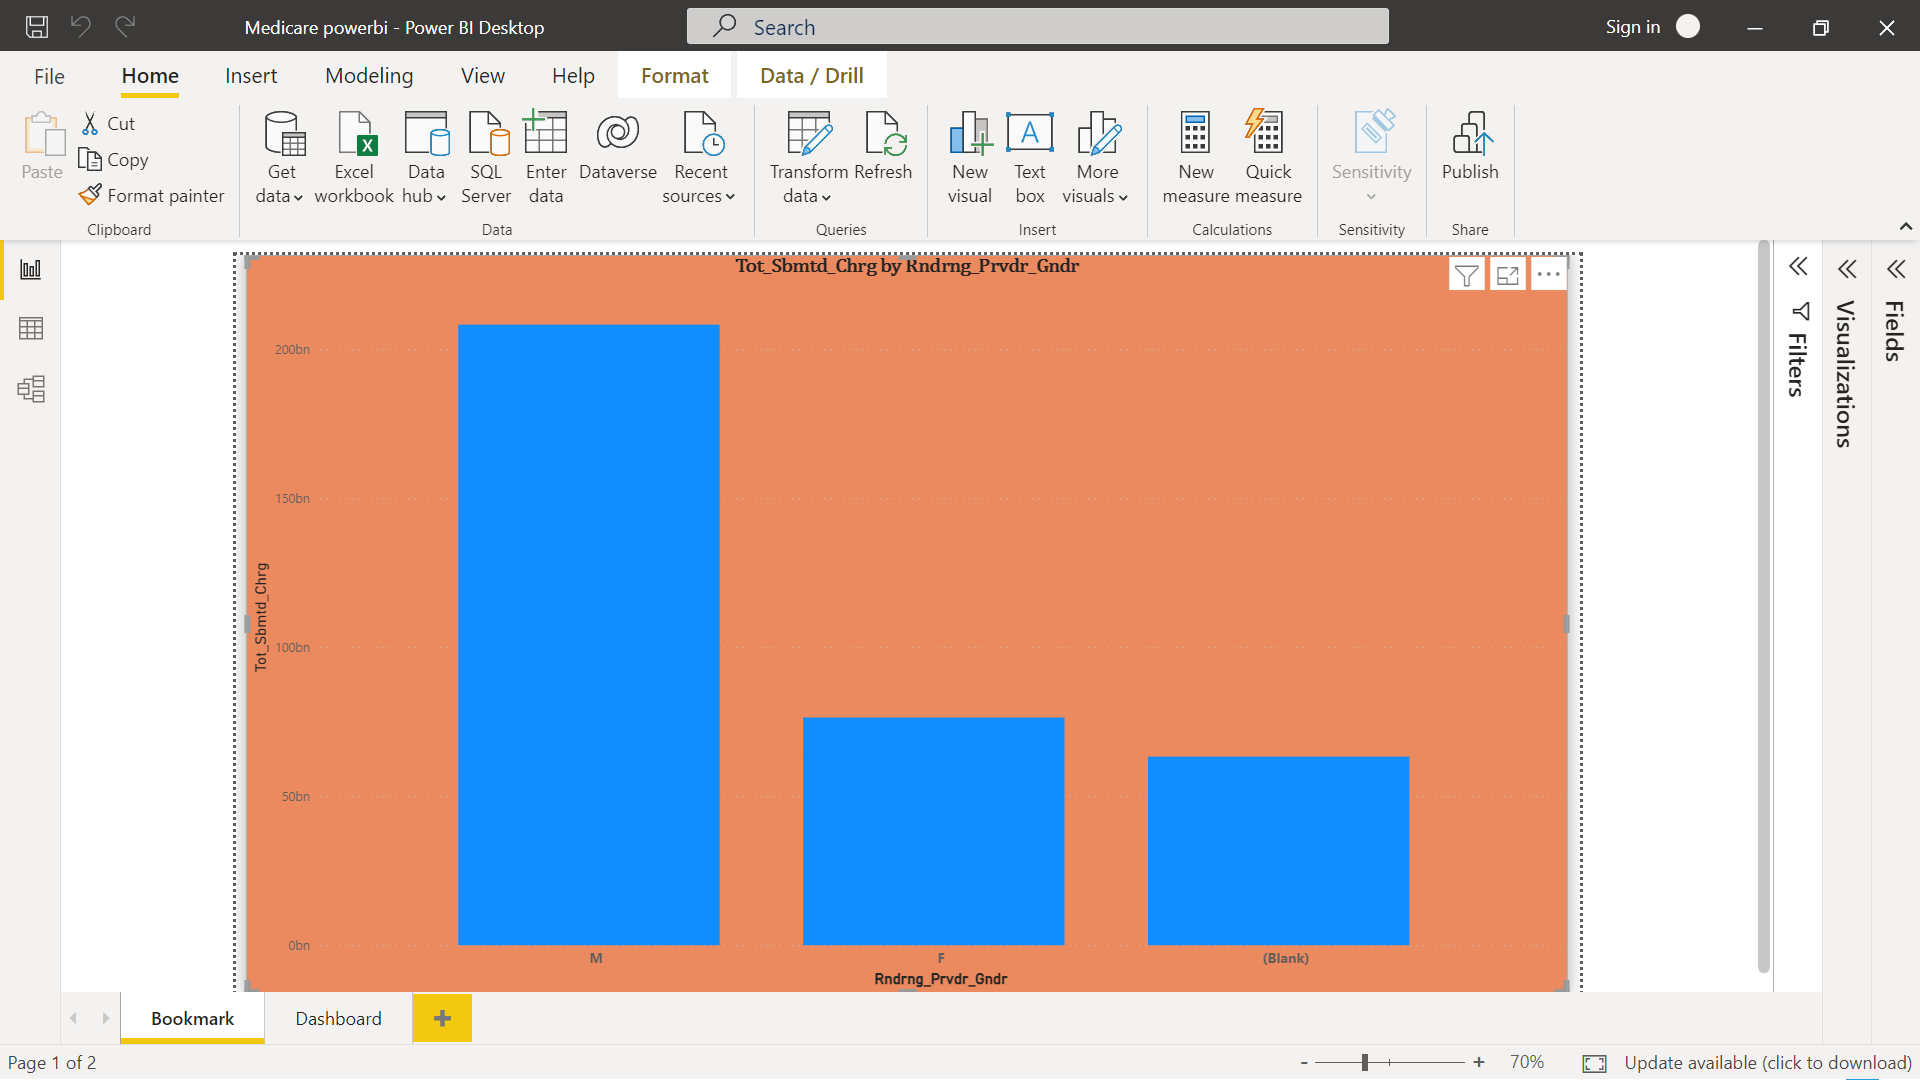 Medicare powerbi - Power BI Desktop
Search
Sign in
File
Home
Insert
Modeling
View
Help
Format
Data / Drill
Paste
Cut
Copy
Format painter
Clipboard
Get data
Excel workbook
Data hub
SQL Server
Enter data
Dataverse
Recent sources
Data
Transform data
Refresh
Queries
New visual
A
Text box
More visuals
Insert
New measure
Quick measure
Calculations
Sensitivity
Sensitivity
Publish
Share
Tot_Sbmtd_Chrg by Rndrng_Prvdr_Gndr
200bn
150bn
100bn
50bn
0bn
Tot_Sbmtd_Chrg
M
F
(Blank)
Rndrng_Prvdr_Gndr
Filters
Visualizations
Fields
Bookmark
Dashboard
Page 1 of 2
- + 70%
Update available (click to download)